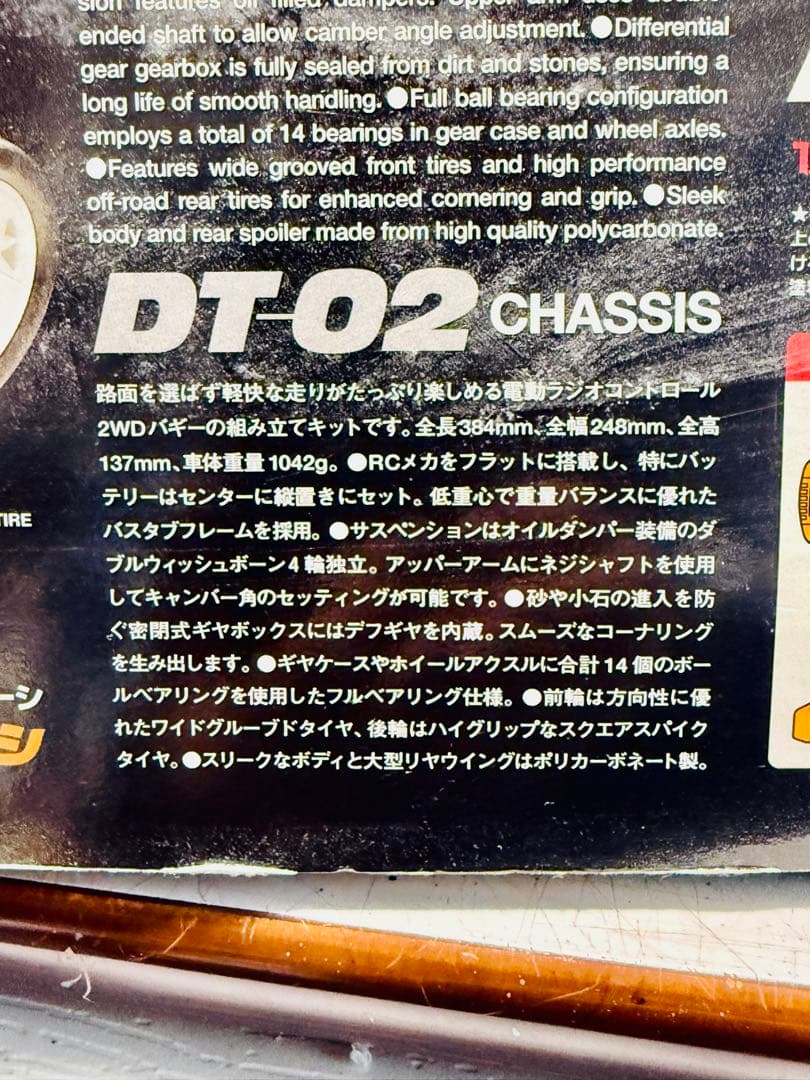 sion features oil filled dampers. Upper arm uses double-
ended shaft to allow camber angle adjustment. ●Differential
gear gearbox is fully sealed from dirt and stones, ensuring a
long life of smooth handling. ●Full ball bearing configuration
employs a total of 14 bearings in gear case and wheel axles.
●Features wide grooved front tires and high performance
off-road rear tires for enhanced cornering and grip. ●Sleek
body and rear spoiler made from high quality polycarbonate.
DT-02 CHASSIS
路面を選ばず軽快な走りがたっぷり楽しめる電動ラジオコントロール
2WDバギーの組み立てキットです。全長384mm、全幅248mm、全高
137mm、車体重量1042g。●RCメカをフラットに搭載し、特にバッ
テリーはセンターに縦置きにセット。低重心で重量バランスに優れた
バスタブフレームを採用。●サスペンションはオイルダンパー装備のダ
ブルウィッシュボーン4輪独立。アッパーアームにネジシャフトを使用
してキャンバー角のセッティングが可能です。●砂や小石の進入を防
ぐ密閉式ギヤボックスにはデフギヤを内蔵。スムーズなコーナリング
を生み出します。●ギヤケースやホイールアクスルに合計14個のボー
ルベアリングを使用したフルベアリング仕様。●前輪は方向性に優
れたワイドグルーブドタイヤ、後輪はハイグリップなスクエアスパイク
タイヤ。●スリークなボディと大型リヤウイングはポリカーボネート製。
TIRE
ーシ
シ
★
上
け
塗